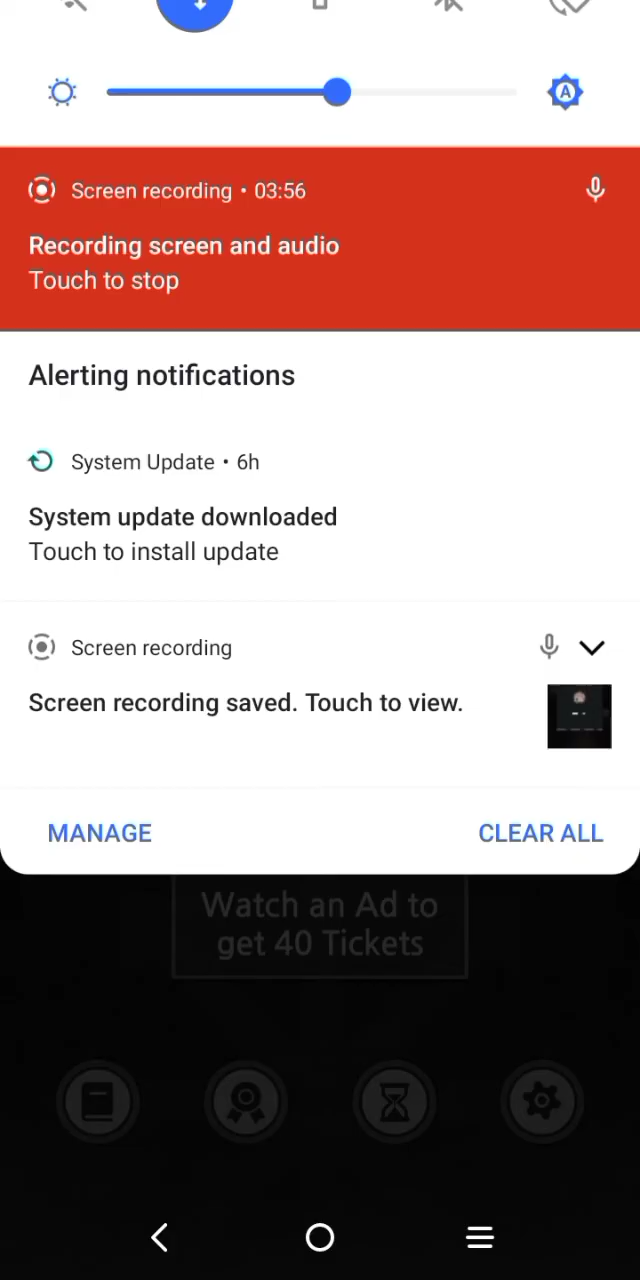 Screen recording • 03:56
Recording screen and audio
Touch to stop
Alerting notifications
System Update • 6h
System update downloaded
Touch to install update
Screen recording
Screen recording saved. Touch to view.
MANAGE CLEAR ALL
Watch an Ad to
get 40 Tickets